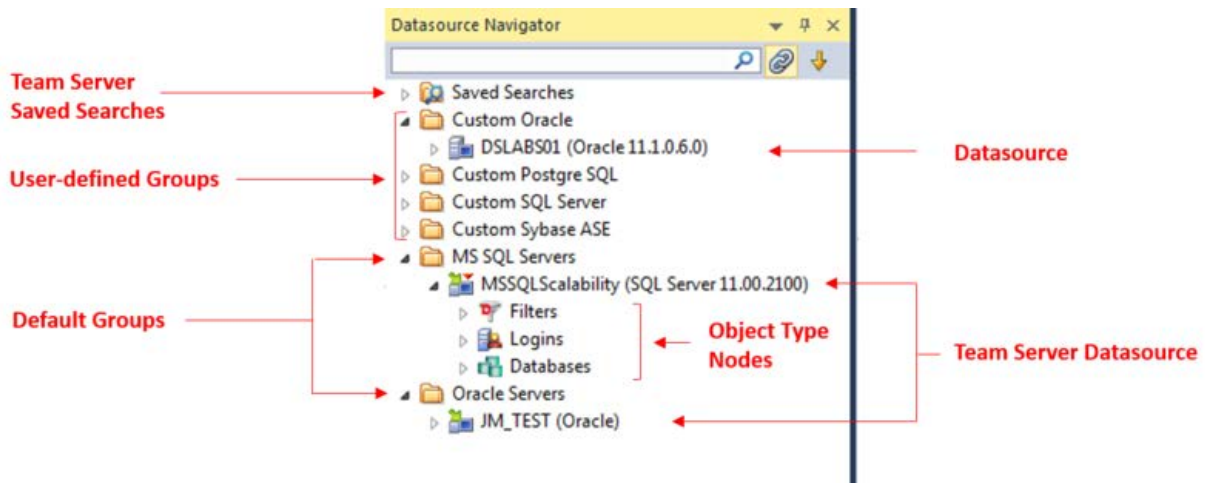 Datasource Navigator
Team Server
Saved Searches
Saved Searches
Custom Oracle
DSLABS01 (Oracle 11.1.0.6.0)
Datasource
User-defined Groups
Custom Postgre SQL
Custom SQL Server
Custom Sybase ASE
MS SQL Servers
MSSQLScalability (SQL Server 11.00.2100)
Default Groups
Filters
Logins
Databases
Object Type
Nodes
Team Server Datasource
Oracle Servers
JM_TEST (Oracle)